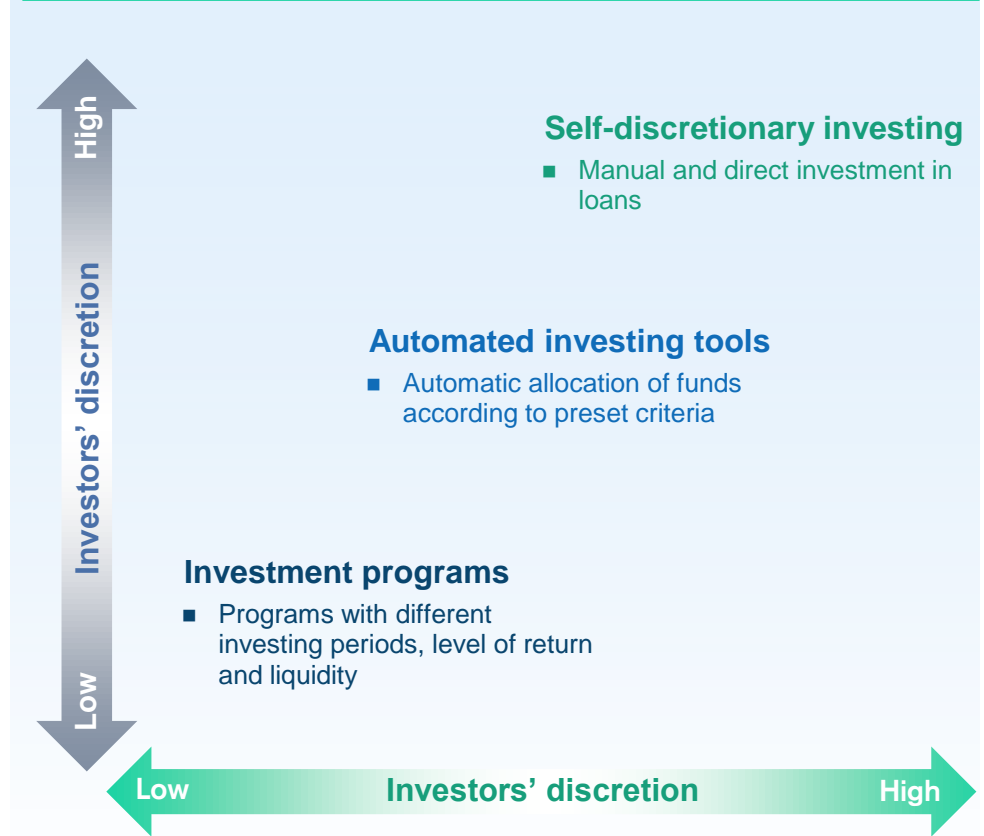 High
Investors’ discretion
Low
Self-discretionary investing
■ Manual and direct investment in
loans
Automated investing tools
■ Automatic allocation of funds
according to preset criteria
Investment programs
■ Programs with different
investing periods, level of return
and liquidity
Low Investors’ discretion High